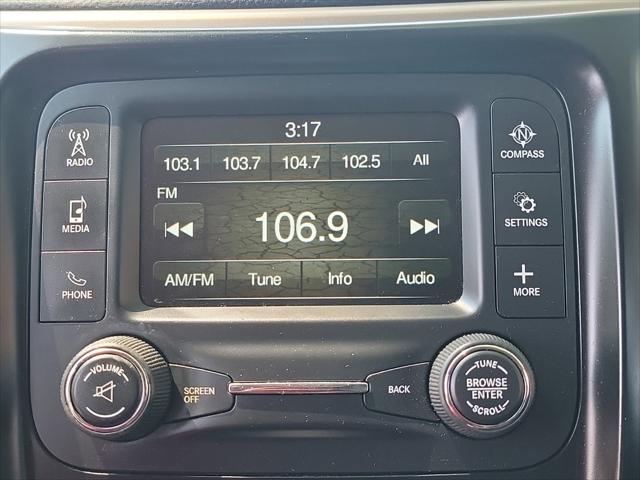 3:17
103.1 103.7 104.7 102.5 All
FM
106.9
AM/FM Tune Info Audio
RADIO
MEDIA
PHONE
COMPASS
SETTINGS
MORE
VOLUME
SCREEN
OFF
BACK
TUNE
BROWSE
ENTER
SCROLL